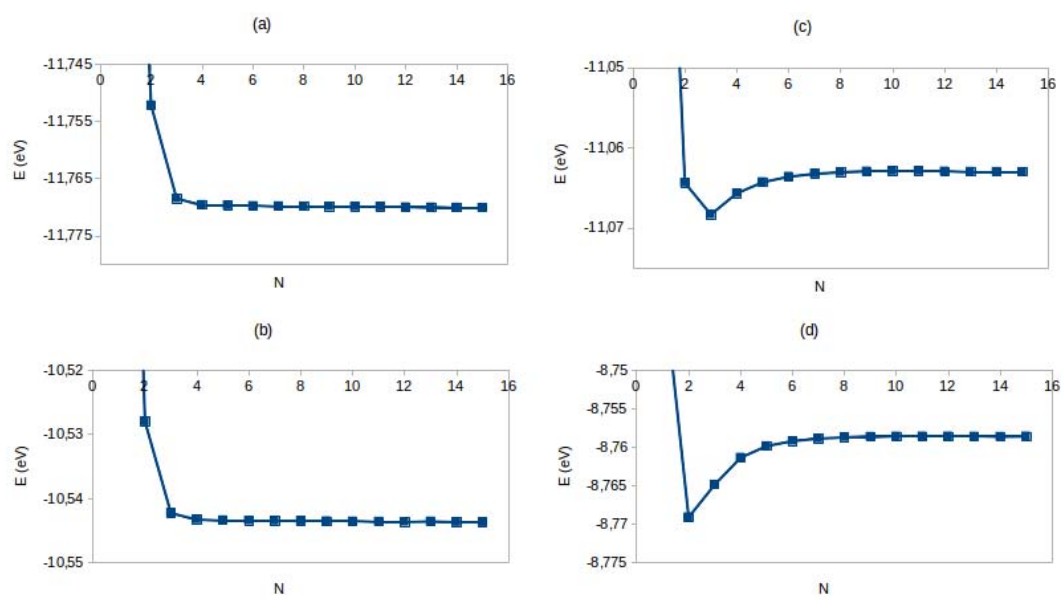 (a)
-11,745
0 2 4 6 8 10 12 14 16
-11,755
E (eV)
-11,765
-11,775
N
(c)
-11,05
0 2 4 6 8 10 12 14 16
-11,06
E (eV)
-11,07
N
(b)
-10,52
0 2 4 6 8 10 12 14 16
-10,53
E (eV)
-10,54
-10,55
N
(d)
-8,75
0 2 4 6 8 10 12 14 16
-8,755
-8,76
E (eV)
-8,765
-8,77
-8,775
N